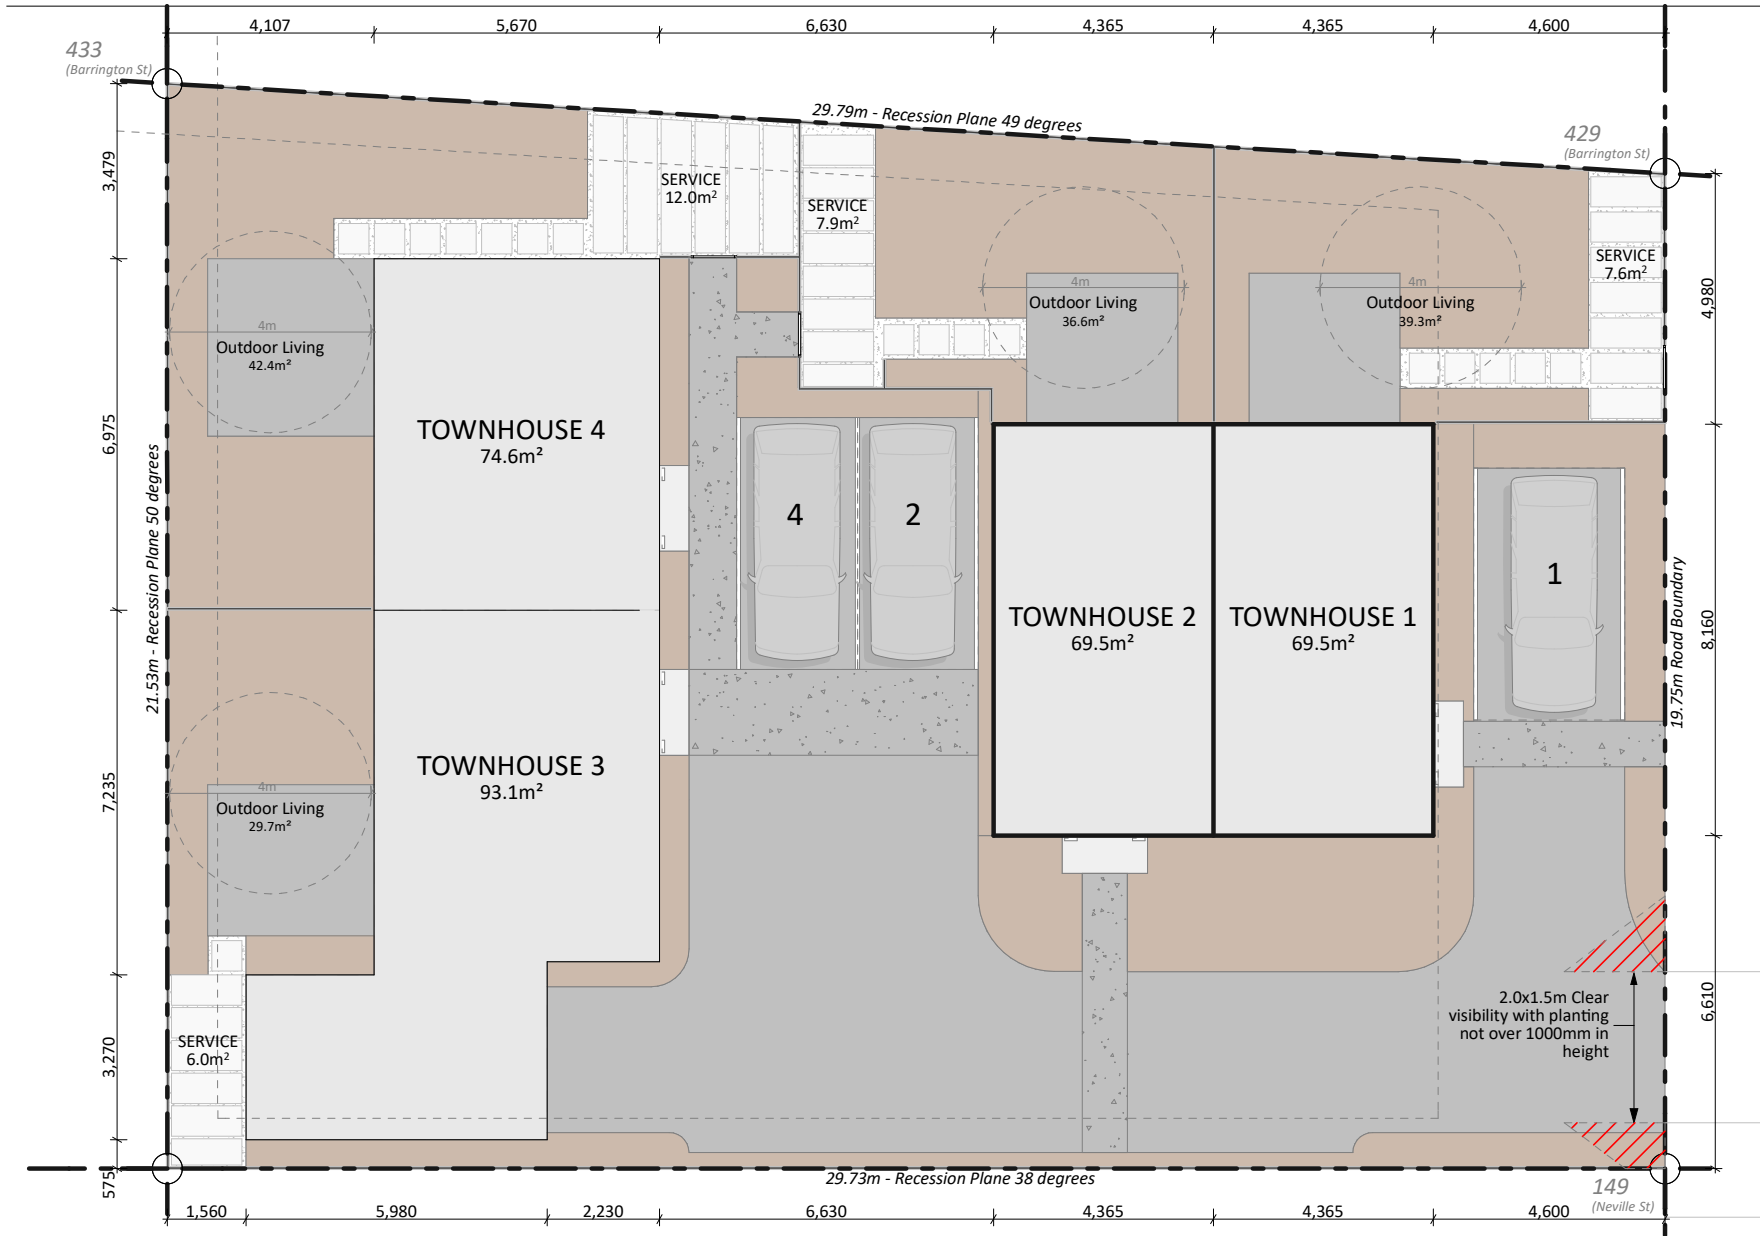 4,107
5,670
6,630
4,365
4,365
4,600
433
(Barrington St)
29.79m - Recession Plane 49 degrees
429
(Barrington St)
3,479
SERVICE
12.0m²
SERVICE
7.9m²
SERVICE
7.6m²
4,980
4m
Outdoor Living
42.4m²
4m
Outdoor Living
36.6m²
4m
Outdoor Living
39.3m²
TOWNHOUSE 4
74.6m²
6,975
21.53m - Recession Plane 50 degrees
4
2
1
TOWNHOUSE 2
69.5m²
TOWNHOUSE 1
69.5m²
19.75m Road Boundary
8,160
7,235
TOWNHOUSE 3
93.1m²
4m
Outdoor Living
29.7m²
2.0x1.5m Clear
visibility with planting
not over 1000mm in
height
6,610
SERVICE
6.0m²
3,270
575
29.73m - Recession Plane 38 degrees
149
(Neville St)
1,560
5,980
2,230
6,630
4,365
4,365
4,600